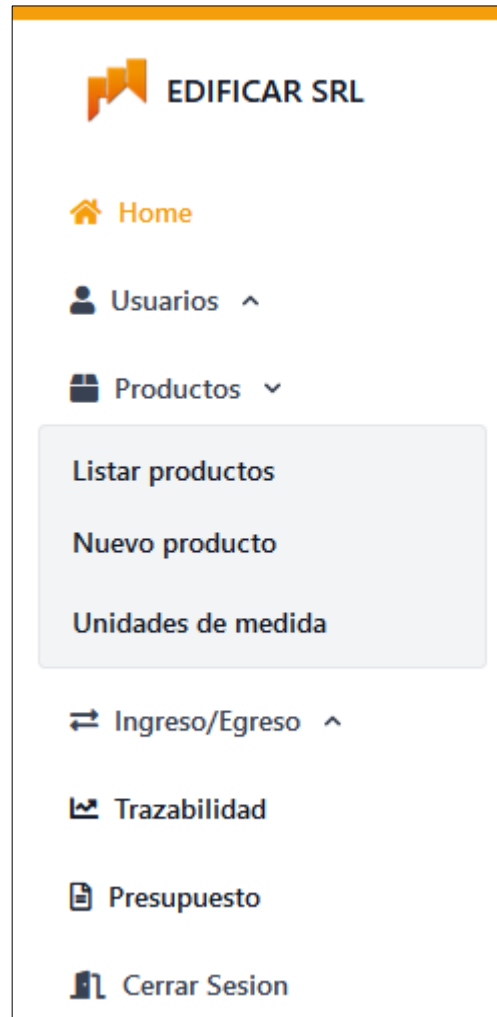 EDIFICAR SRL
Home
Usuarios
Productos
Listar productos
Nuevo producto
Unidades de medida
Ingreso/Egreso
Trazabilidad
Presupuesto
Cerrar Sesion